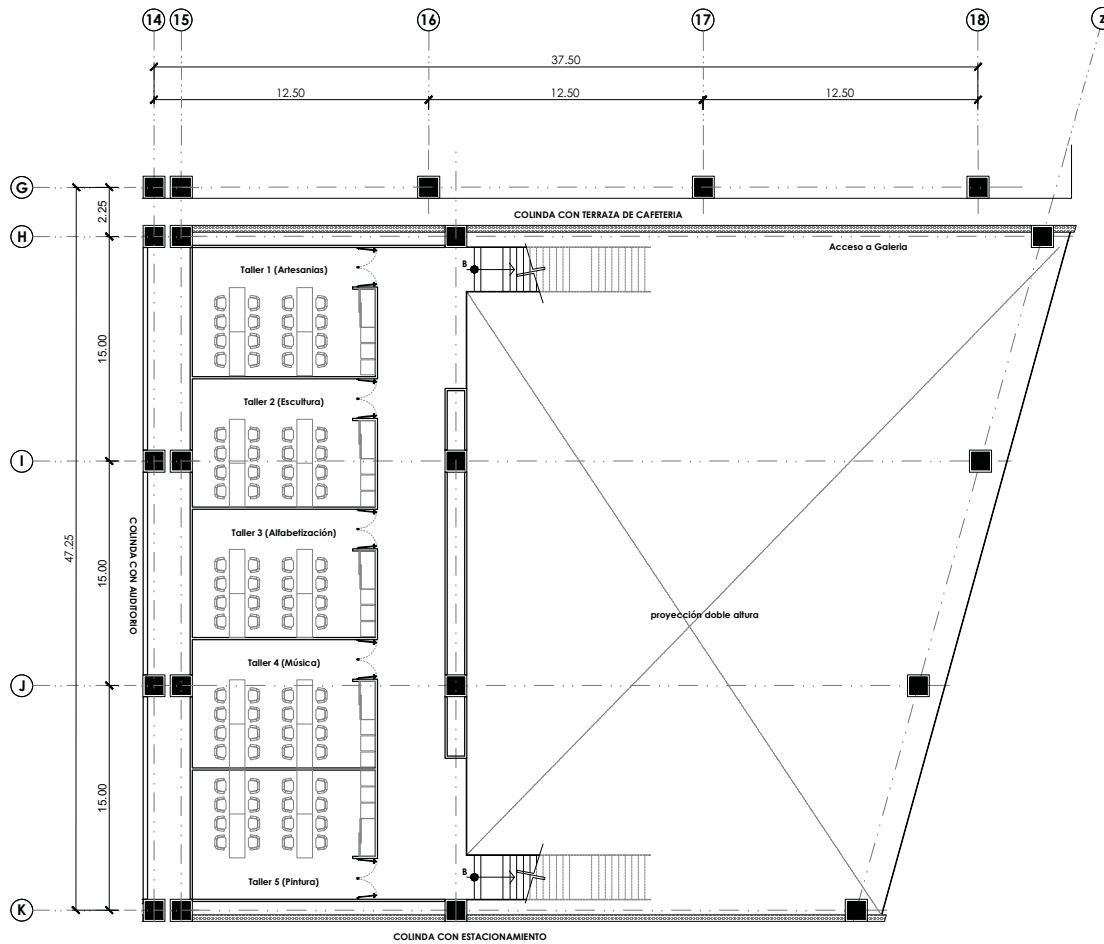 14 15 16 17 18 z
37.50
12.50 12.50 12.50
G
2.25
COLINDA CON TERRAZA DE CAFETERIA
H
Acceso a Galeria
B
Taller 1 (Artesanías)
15.00
Taller 2 (Escultura)
I
Taller 3 (Alfabetización)
COLINDA CON AUDITORIO
47.25
15.00
proyección doble altura
Taller 4 (Música)
J
15.00
B
Taller 5 (Pintura)
K
COLINDA CON ESTACIONAMIENTO